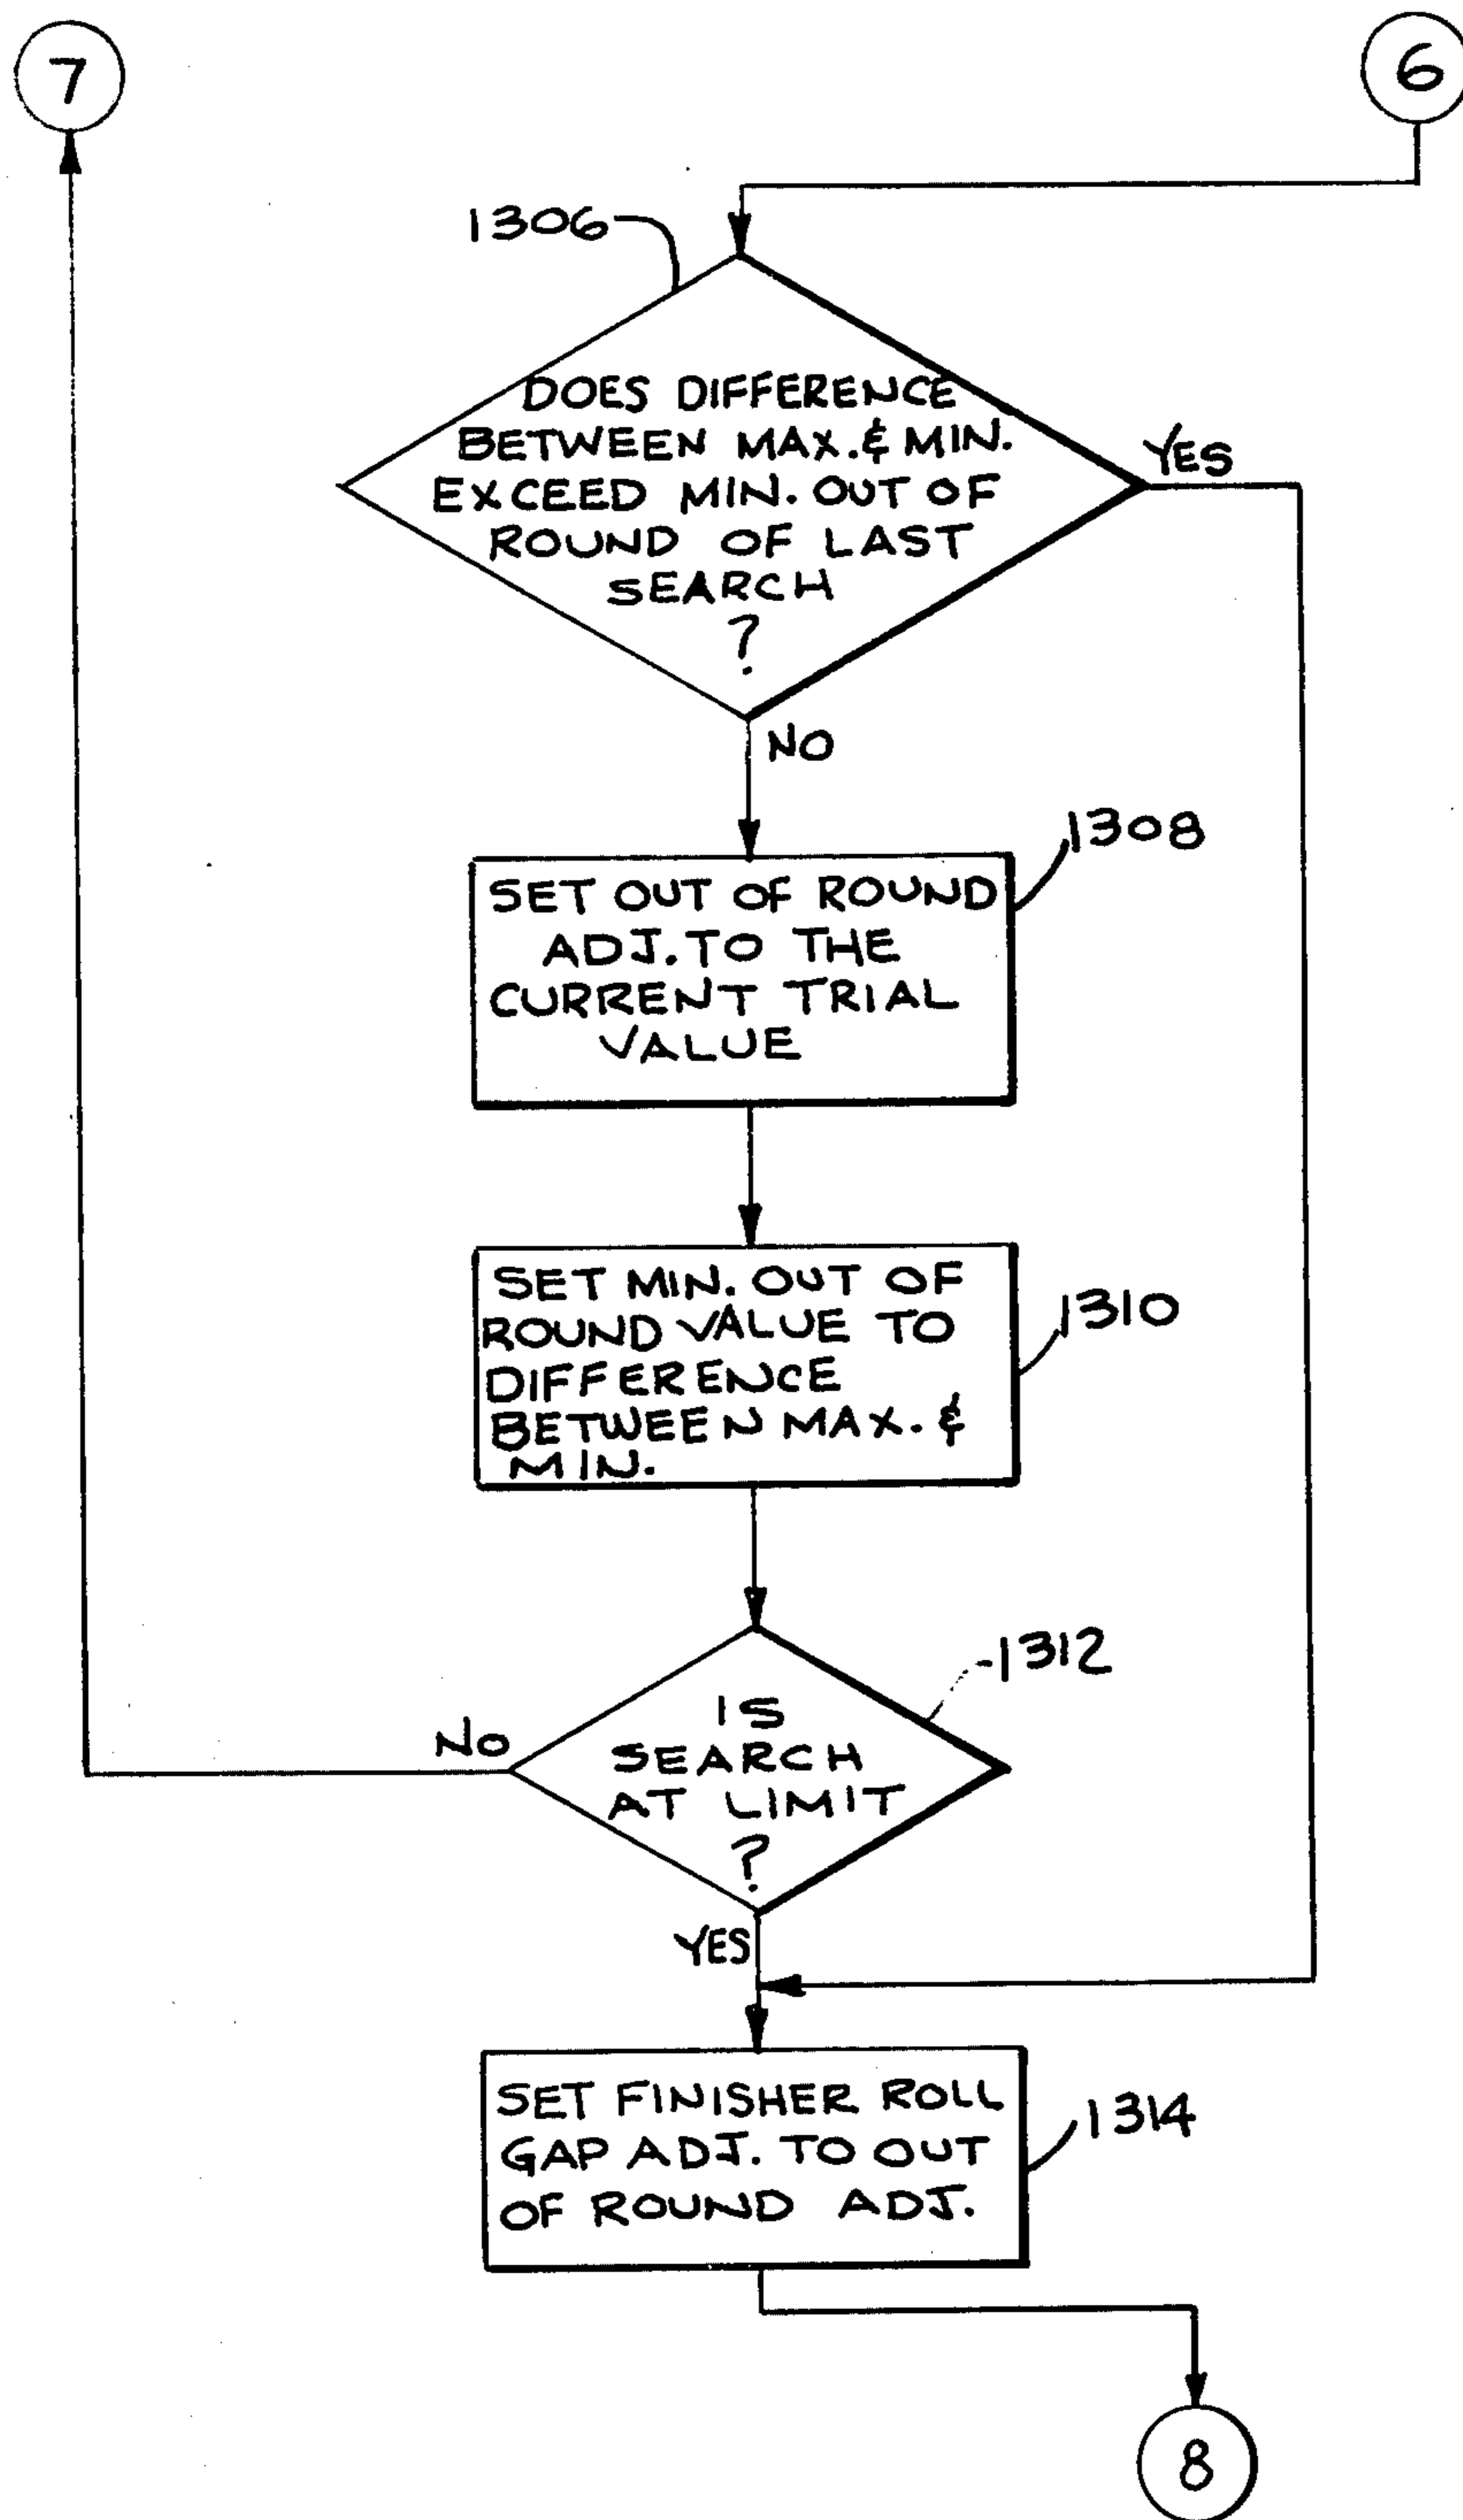 7
6
1306
DOES DIFFERENCE
BETWEEN MAX. & MIN.
EXCEED MIN. OUT OF
ROUND OF LAST
SEARCH
?
YES
NO
1308
SET OUT OF ROUND
ADJ. TO THE
CURRENT TRIAL
VALUE
1310
SET MIN. OUT OF
ROUND VALUE TO
DIFFERENCE
BETWEEN MAX. &
MIN.
1312
IS
SEARCH
AT LIMIT
?
NO
YES
1314
SET FINISHER ROLL
GAP ADJ. TO OUT
OF ROUND ADJ.
8